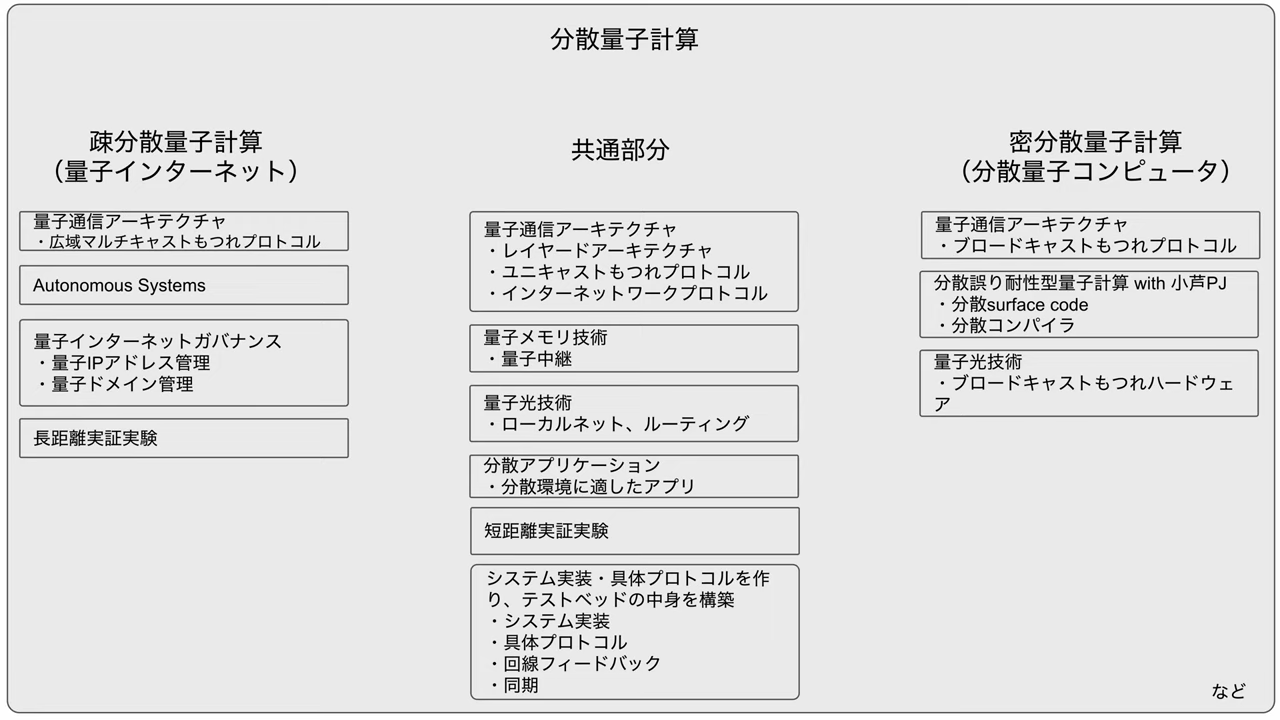 分散量子計算
疎分散量子計算
（量子インターネット）
量子通信アーキテクチャ
・広域マルチキャストもつれプロトコル
Autonomous Systems
量子インターネットガバナンス
・量子IPアドレス管理
・量子ドメイン管理
長距離実証実験
共通部分
量子通信アーキテクチャ
・レイヤードアーキテクチャ
・ユニキャストもつれプロトコル
・インターネットワークプロトコル
量子メモリ技術
・量子中継
量子光技術
・ローカルネット、ルーティング
分散アプリケーション
・分散環境に適したアプリ
短距離実証実験
システム実装・具体プロトコルを作
り、テストベッドの中身を構築
・システム実装
・具体プロトコル
・回線フィードバック
・同期
密分散量子計算
（分散量子コンピュータ）
量子通信アーキテクチャ
・ブロードキャストもつれプロトコル
分散誤り耐性型量子計算 with 小芦PJ
・分散surface code
・分散コンパイラ
量子光技術
・ブロードキャストもつれハードウェ
ア
など